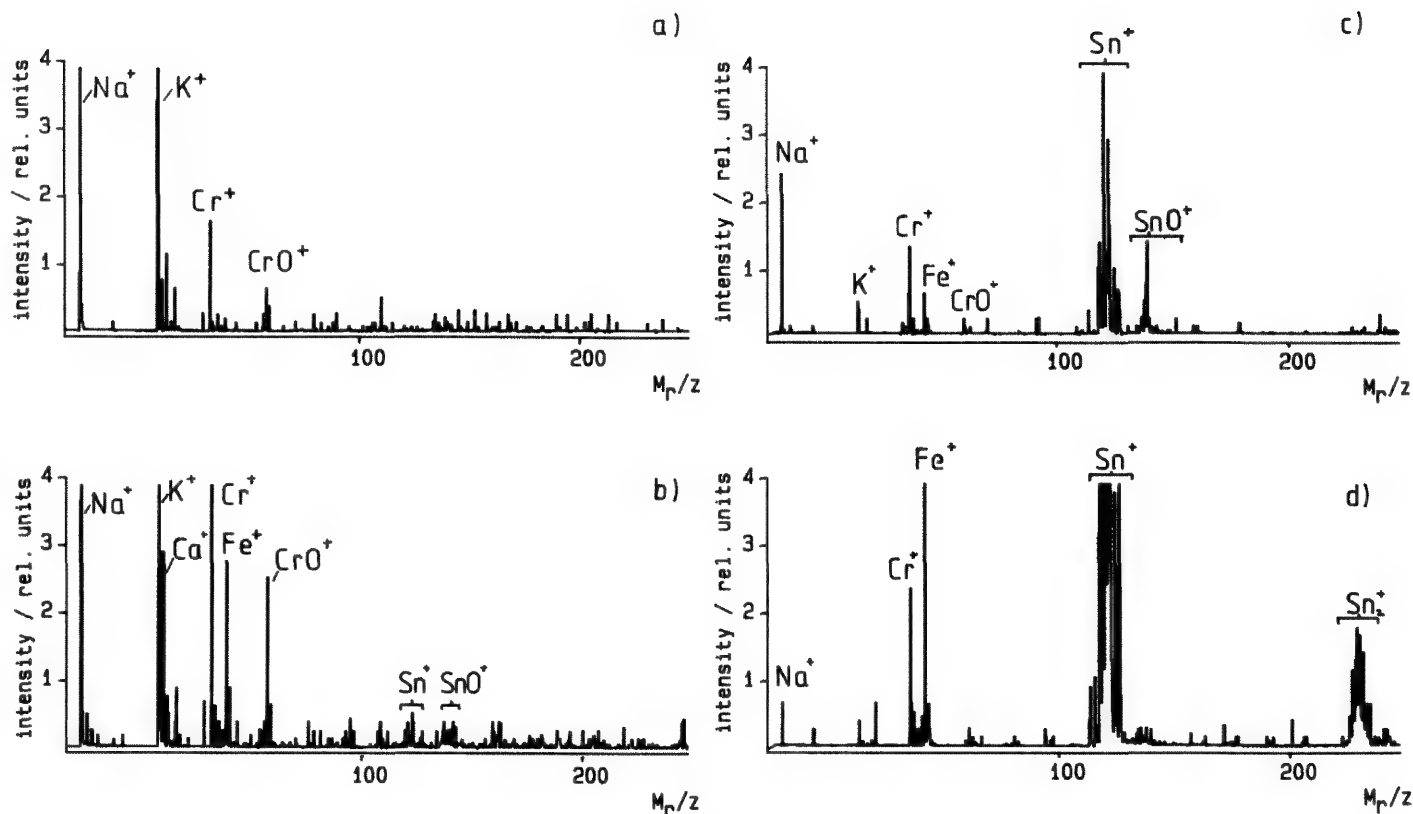 a)
intensity / rel. units
4
3
2
1
Na⁺
K⁺
Cr⁺
CrO⁺
100
200
Mᵣ/z
b)
intensity / rel. units
4
3
2
1
Na⁺
K⁺
Ca⁺
Cr⁺
Fe⁺
CrO⁺
Sn⁺
SnO⁺
100
200
Mᵣ/z
c)
intensity / rel. units
4
3
2
1
Na⁺
K⁺
Cr⁺
Fe⁺
CrO⁺
Sn⁺
SnO⁺
100
200
Mᵣ/z
d)
intensity / rel. units
4
3
2
1
Na⁺
Cr⁺
Fe⁺
Sn⁺
Sn₂⁺
100
200
Mᵣ/z